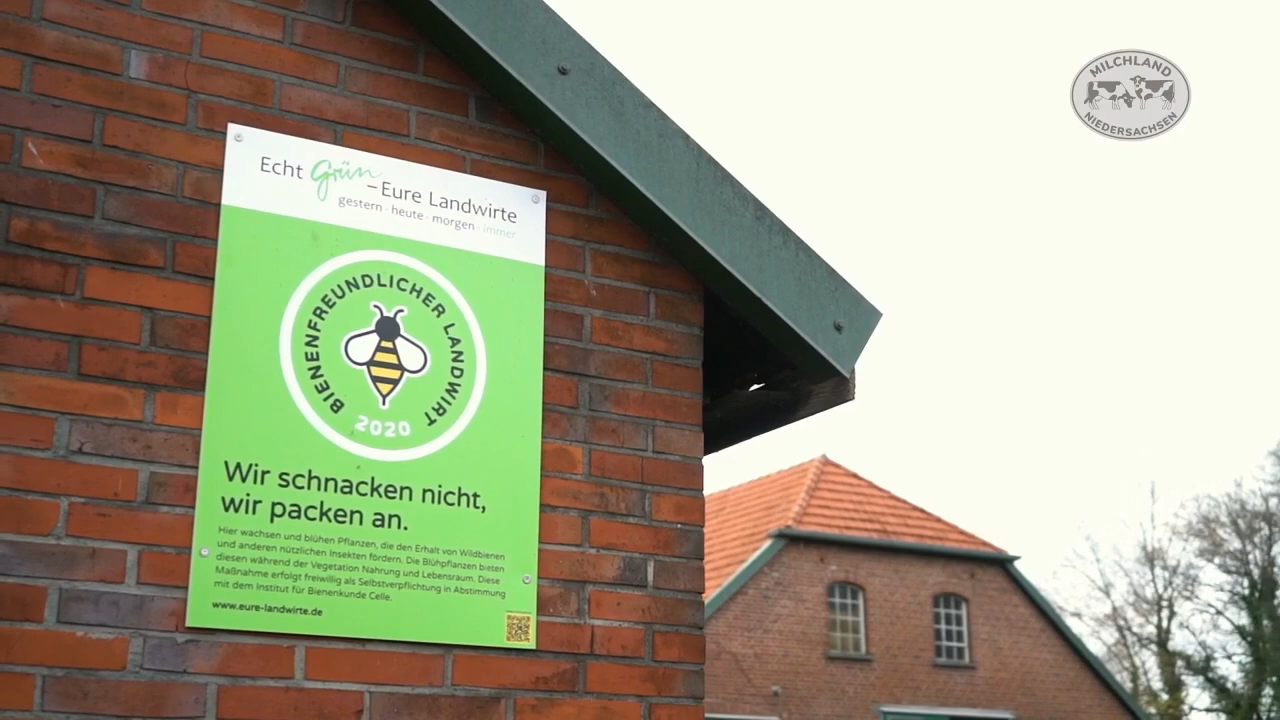 Echt Grün
– Eure Landwirte
gestern · heute · morgen · immer
BIENENFREUNDLICHER LANDWIRT
2020
Wir schnacken nicht,
wir packen an.
Hier wachsen und blühen Pflanzen, die den Erhalt von Wildbienen
und anderen nützlichen Insekten fördern. Die Blühpflanzen bieten
diesen während der Vegetation Nahrung und Lebensraum. Diese
Maßnahme erfolgt freiwillig als Selbstverpflichtung in Abstimmung
mit dem Institut für Bienenkunde Celle.
www.eure-landwirte.de
MILCHLAND
NIEDERSACHSEN